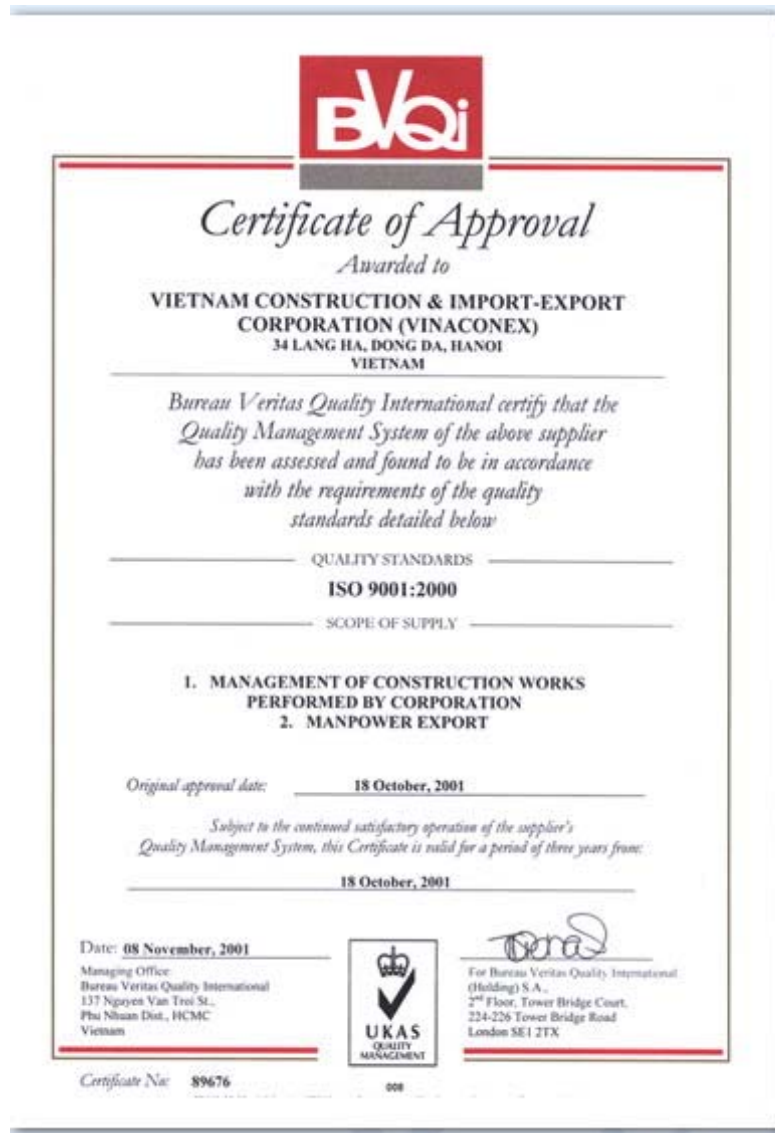 BVQi
Certificate of Approval
Awarded to
VIETNAM CONSTRUCTION & IMPORT-EXPORT
CORPORATION (VINACONEX)
34 LANG HA, DONG DA, HANOI
VIETNAM
Bureau Veritas Quality International certify that the
Quality Management System of the above supplier
has been assessed and found to be in accordance
with the requirements of the quality
standards detailed below
QUALITY STANDARDS
ISO 9001:2000
SCOPE OF SUPPLY
1. MANAGEMENT OF CONSTRUCTION WORKS
PERFORMED BY CORPORATION
2. MANPOWER EXPORT
Original approval date: 18 October, 2001
Subject to the continued satisfactory operation of the supplier's
Quality Management System, this Certificate is valid for a period of three years from:
18 October, 2001
Date: 08 November, 2001
Managing Office:
Bureau Veritas Quality International
137 Nguyen Van Troi St.,
Phu Nhuan Dist., HCMC
Vietnam
UKAS
QUALITY
MANAGEMENT
008
For Bureau Veritas Quality International
(Holding) S.A.,
2nd Floor, Tower Bridge Court,
224-226 Tower Bridge Road
London SE1 2TX
Certificate No: 89676